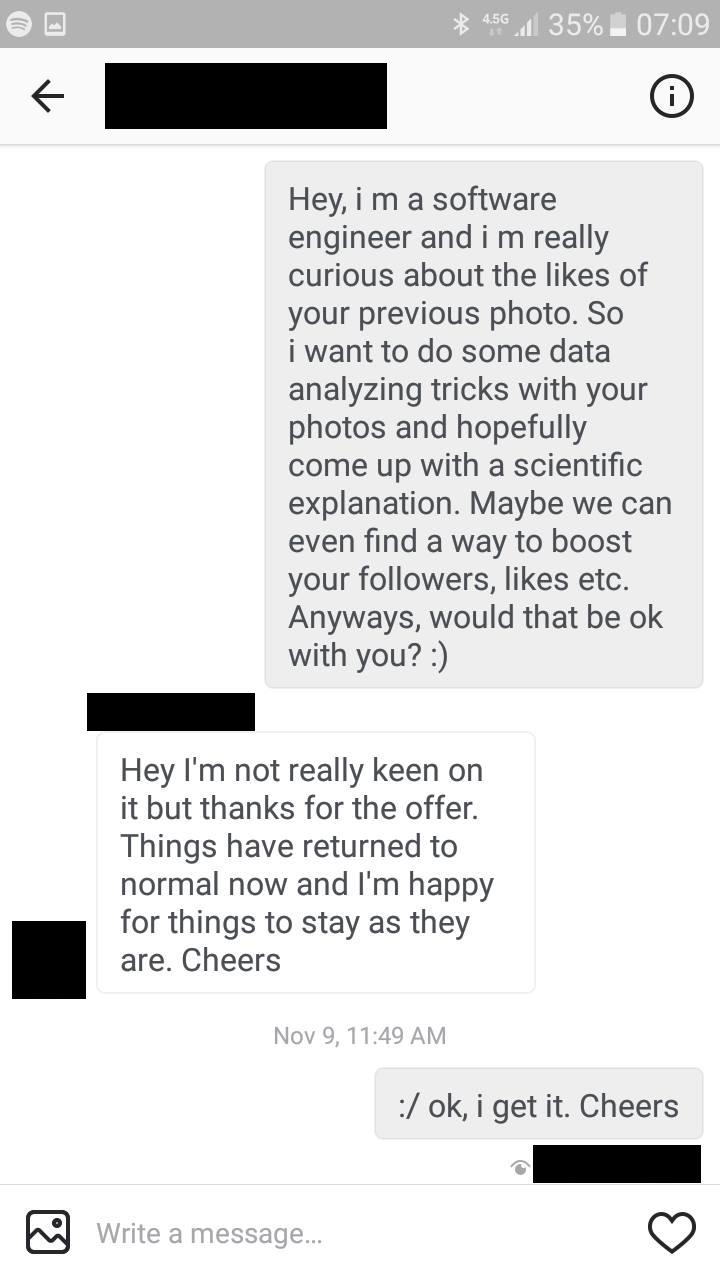 4.5G 35% 07:09
Hey, i m a software
engineer and i m really
curious about the likes of
your previous photo. So
i want to do some data
analyzing tricks with your
photos and hopefully
come up with a scientific
explanation. Maybe we can
even find a way to boost
your followers, likes etc.
Anyways, would that be ok
with you? :)
Hey I'm not really keen on
it but thanks for the offer.
Things have returned to
normal now and I'm happy
for things to stay as they
are. Cheers
Nov 9, 11:49 AM
:/ ok, i get it. Cheers
Write a message...